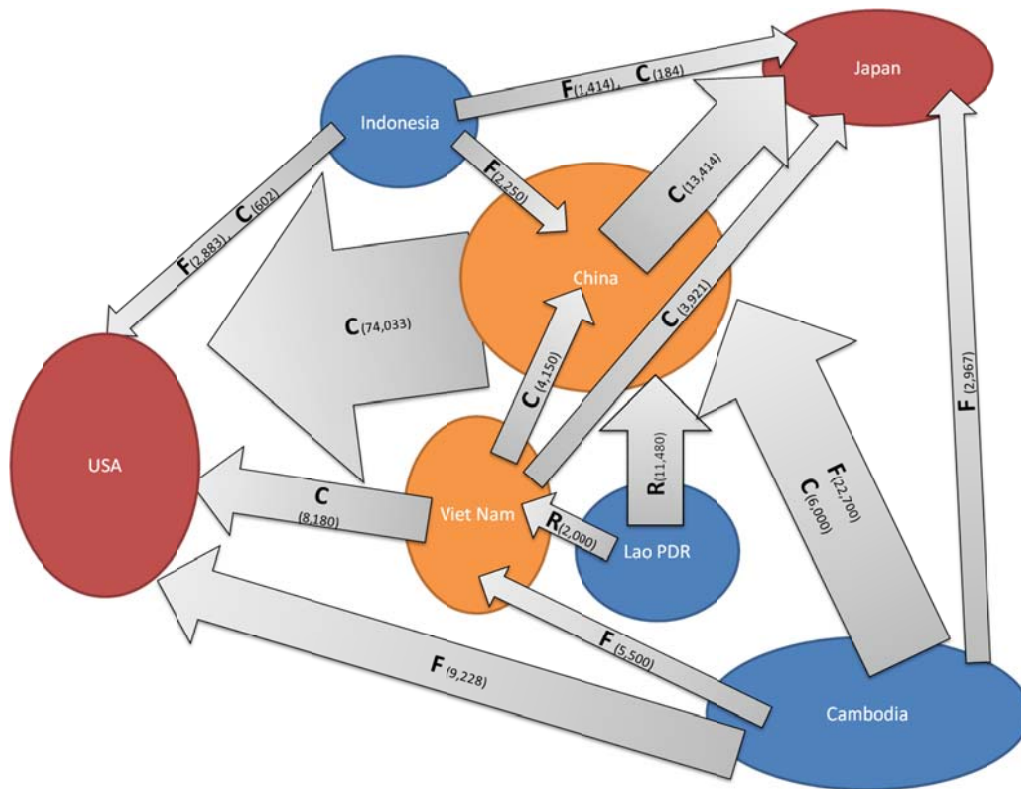 Japan
Indonesia
F(1,414), C(184)
F(2,250)
C(13,414)
F(2,883), C(602)
China
C(74,033)
C(3,921)
C(4,150)
F(2,967)
USA
R(11,480)
F(22,700)
C(6,000)
C
(8,180)
Viet Nam
R(2,000)
Lao PDR
F(5,500)
F(9,228)
Cambodia